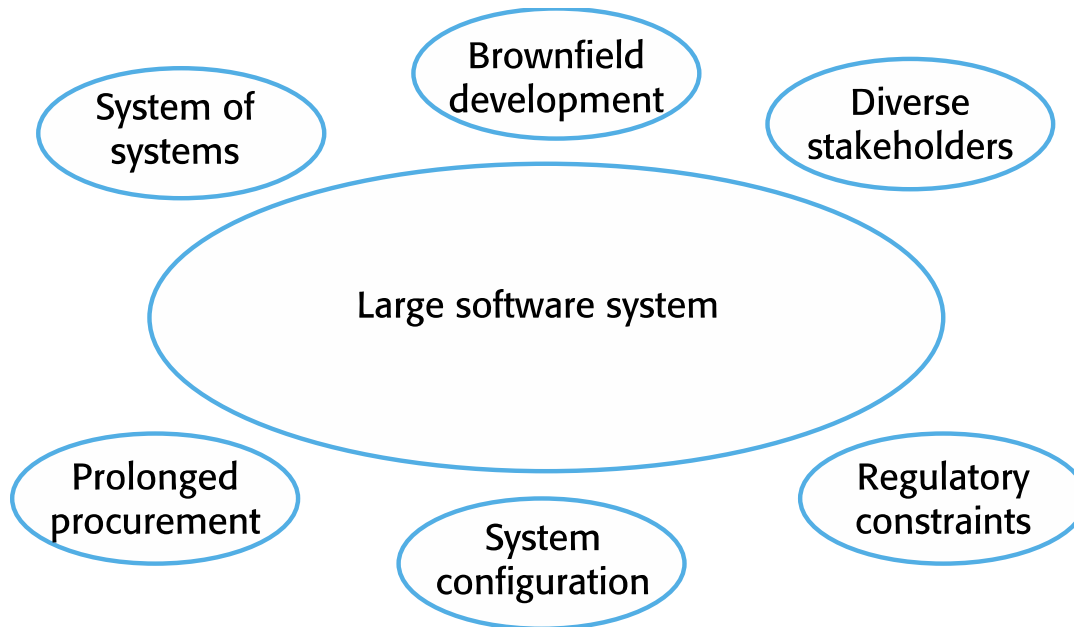 Brownfield
development
System of
systems
Diverse
stakeholders
Large software system
Prolonged
procurement
System
configuration
Regulatory
constraints